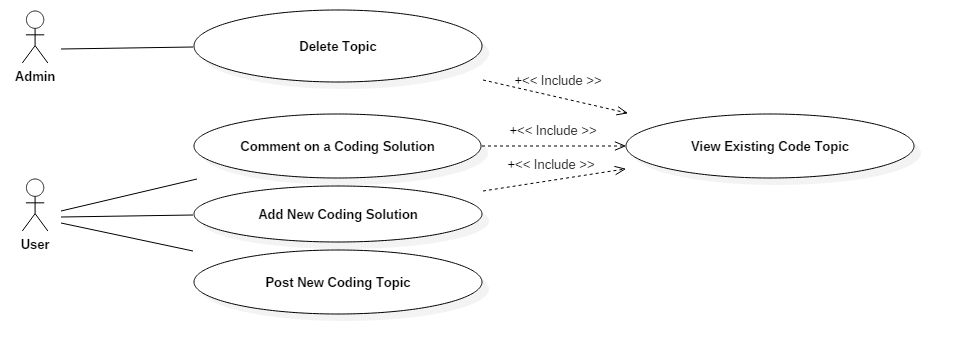 Delete Topic
Admin
+<< Include >>
+<< Include >>
Comment on a Coding Solution
View Existing Code Topic
+<< Include >>
Add New Coding Solution
User
Post New Coding Topic